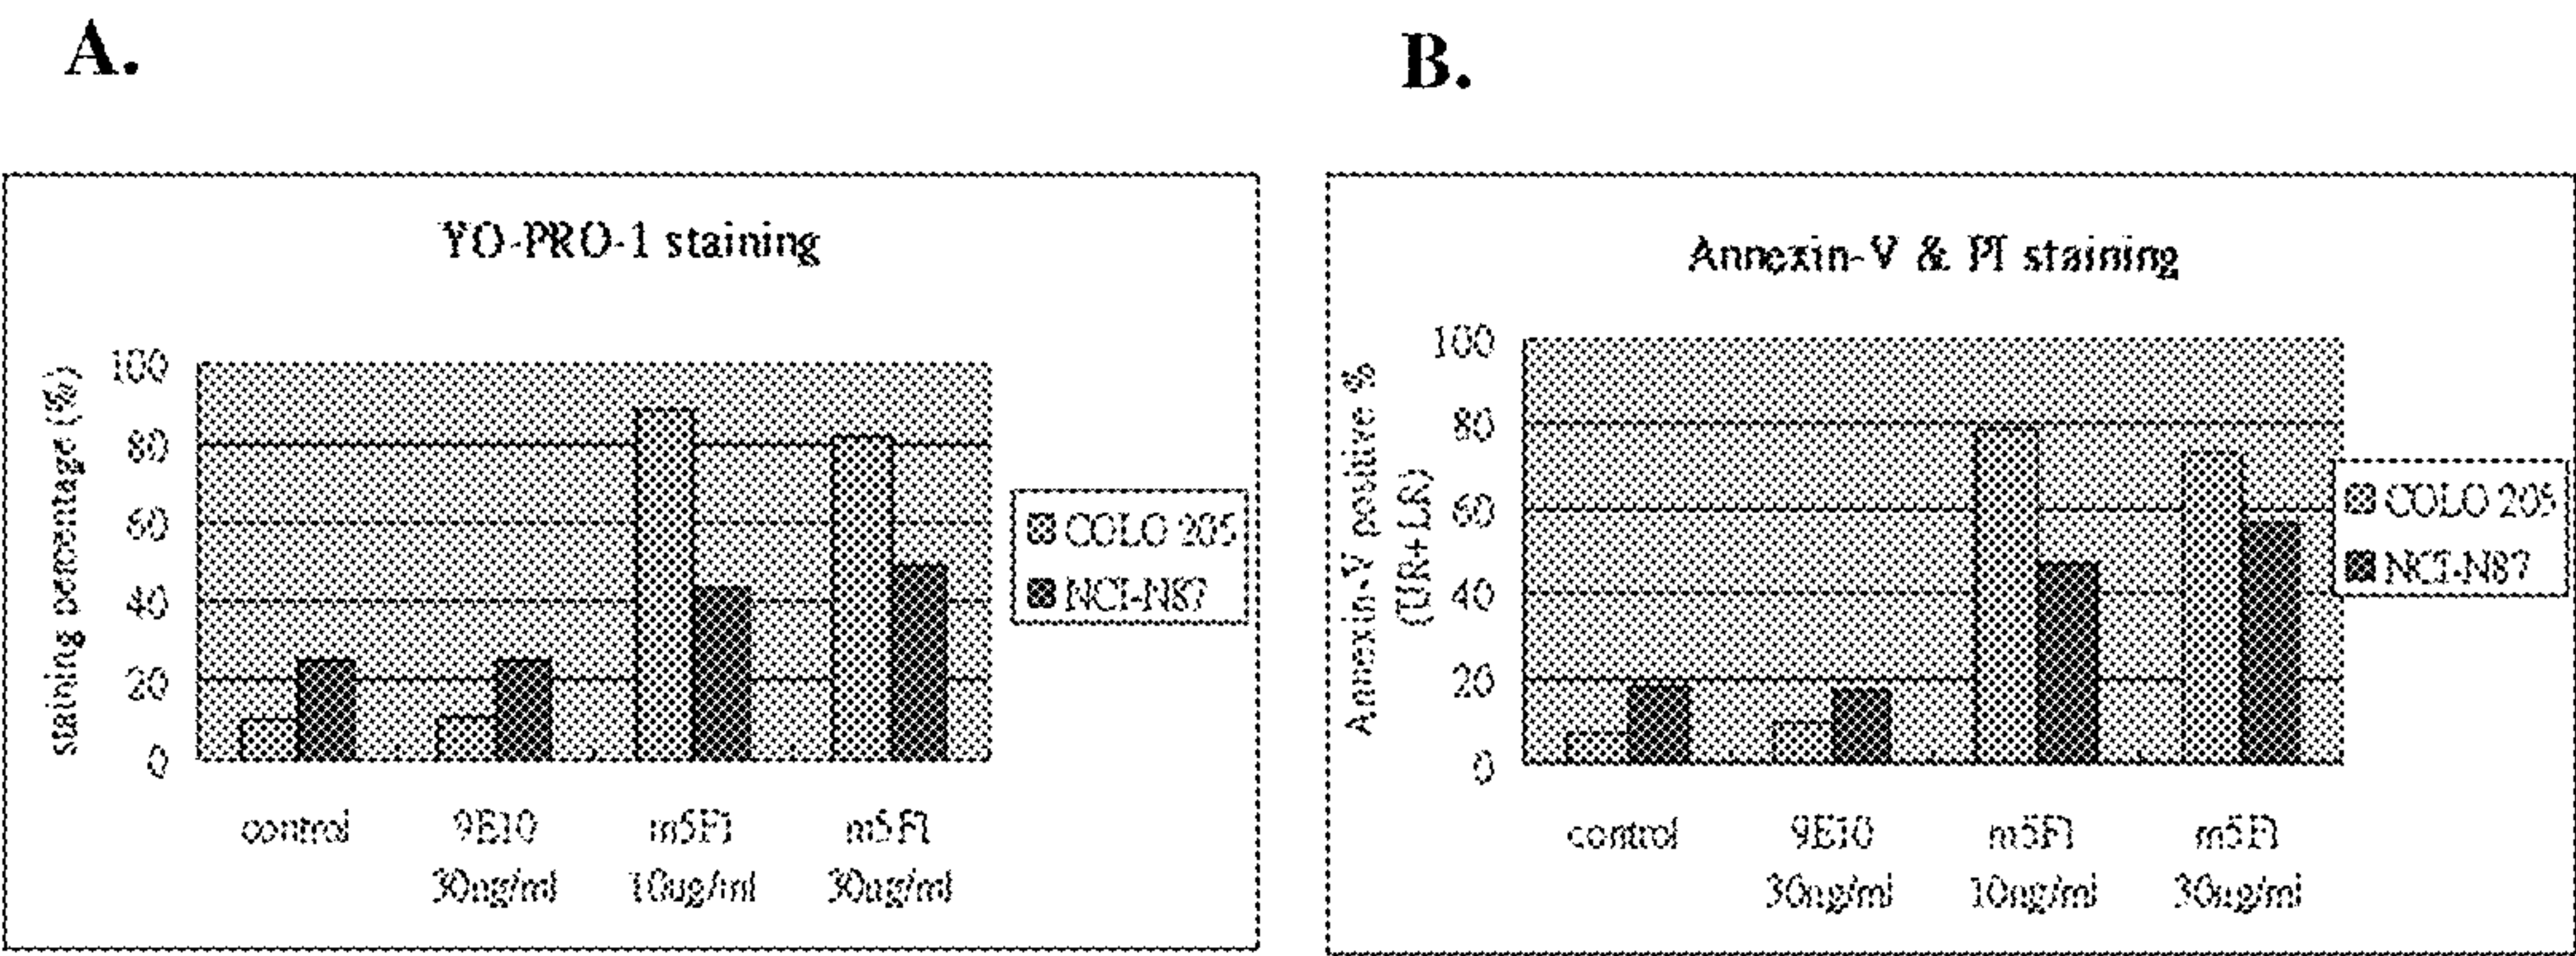 A.
YO-PRO-1 staining
staining percentage (%)
100
80
60
40
20
0
control
9E10
30ug/ml
m5F1
10ug/ml
m5F1
30ug/ml
COLO 205
NCI-N87
B.
Annexin-V & PI staining
Annexin-V positive %
(UR+LR)
100
80
60
40
20
0
control
9E10
30ug/ml
m5F1
10ug/ml
m5F1
30ug/ml
COLO 205
NCI-N87